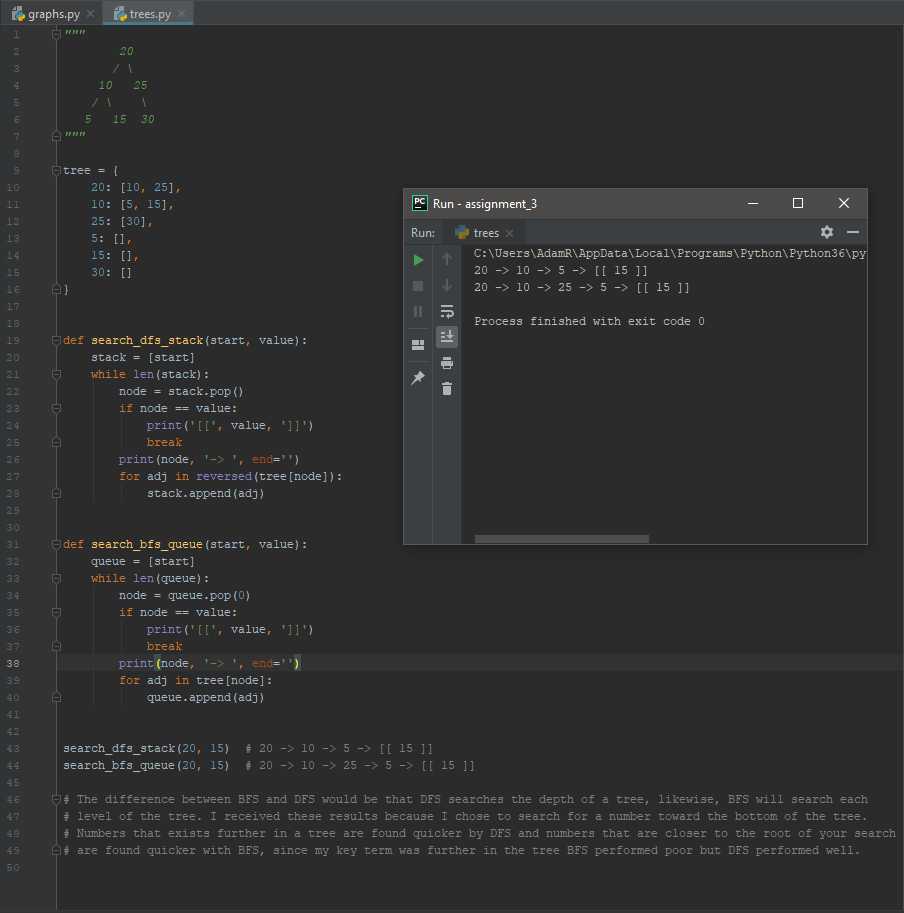 graphs.py
trees.py
1 """
2 20
3 / \
4 10 25
5 / \ \
6 5 15 30
7 """
8
9 tree = {
10 20: [10, 25],
11 10: [5, 15],
12 25: [30],
13 5: [],
14 15: [],
15 30: []
16 }
17
18
19 def search_dfs_stack(start, value):
20 stack = [start]
21 while len(stack):
22 node = stack.pop()
23 if node == value:
24 print('[[', value, ']]')
25 break
26 print(node, '-> ', end='')
27 for adj in reversed(tree[node]):
28 stack.append(adj)
29
30
31 def search_bfs_queue(start, value):
32 queue = [start]
33 while len(queue):
34 node = queue.pop(0)
35 if node == value:
36 print('[[', value, ']]')
37 break
38 print(node, '-> ', end='')
39 for adj in tree[node]:
40 queue.append(adj)
41
42
43 search_dfs_stack(20, 15) # 20 -> 10 -> 5 -> [[ 15 ]]
44 search_bfs_queue(20, 15) # 20 -> 10 -> 25 -> 5 -> [[ 15 ]]
45
46 # The difference between BFS and DFS would be that DFS searches the depth of a tree, likewise, BFS will search each
47 # level of the tree. I received these results because I chose to search for a number toward the bottom of the tree.
48 # Numbers that exists further in a tree are found quicker by DFS and numbers that are closer to the root of your search
49 # are found quicker with BFS, since my key term was further in the tree BFS performed poor but DFS performed well.
50
PC Run - assignment_3
Run: trees
C:\Users\AdamR\AppData\Local\Programs\Python\Python36\py
20 -> 10 -> 5 -> [[ 15 ]]
20 -> 10 -> 25 -> 5 -> [[ 15 ]]
Process finished with exit code 0